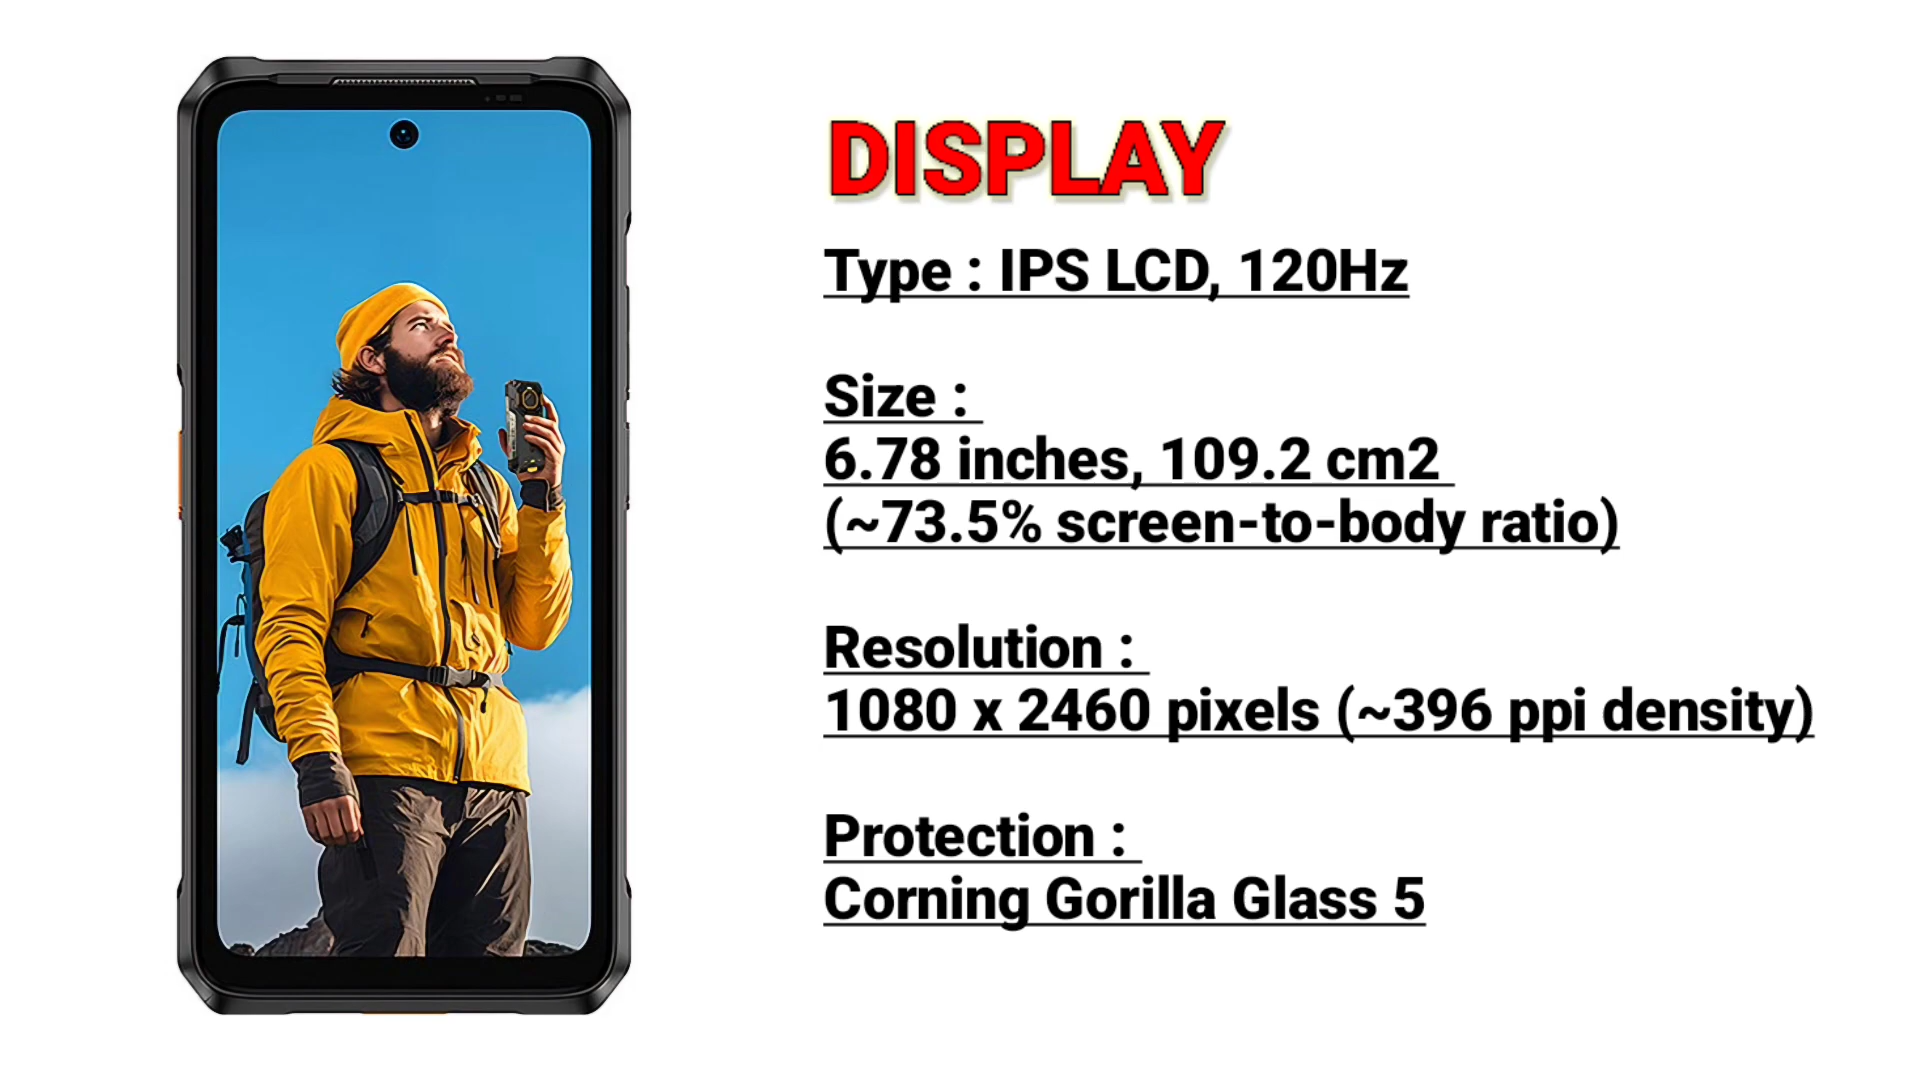 DISPLAY
Type : IPS LCD, 120Hz
Size :
6.78 inches, 109.2 cm2
(~73.5% screen-to-body ratio)
Resolution :
1080 x 2460 pixels (~396 ppi density)
Protection :
Corning Gorilla Glass 5